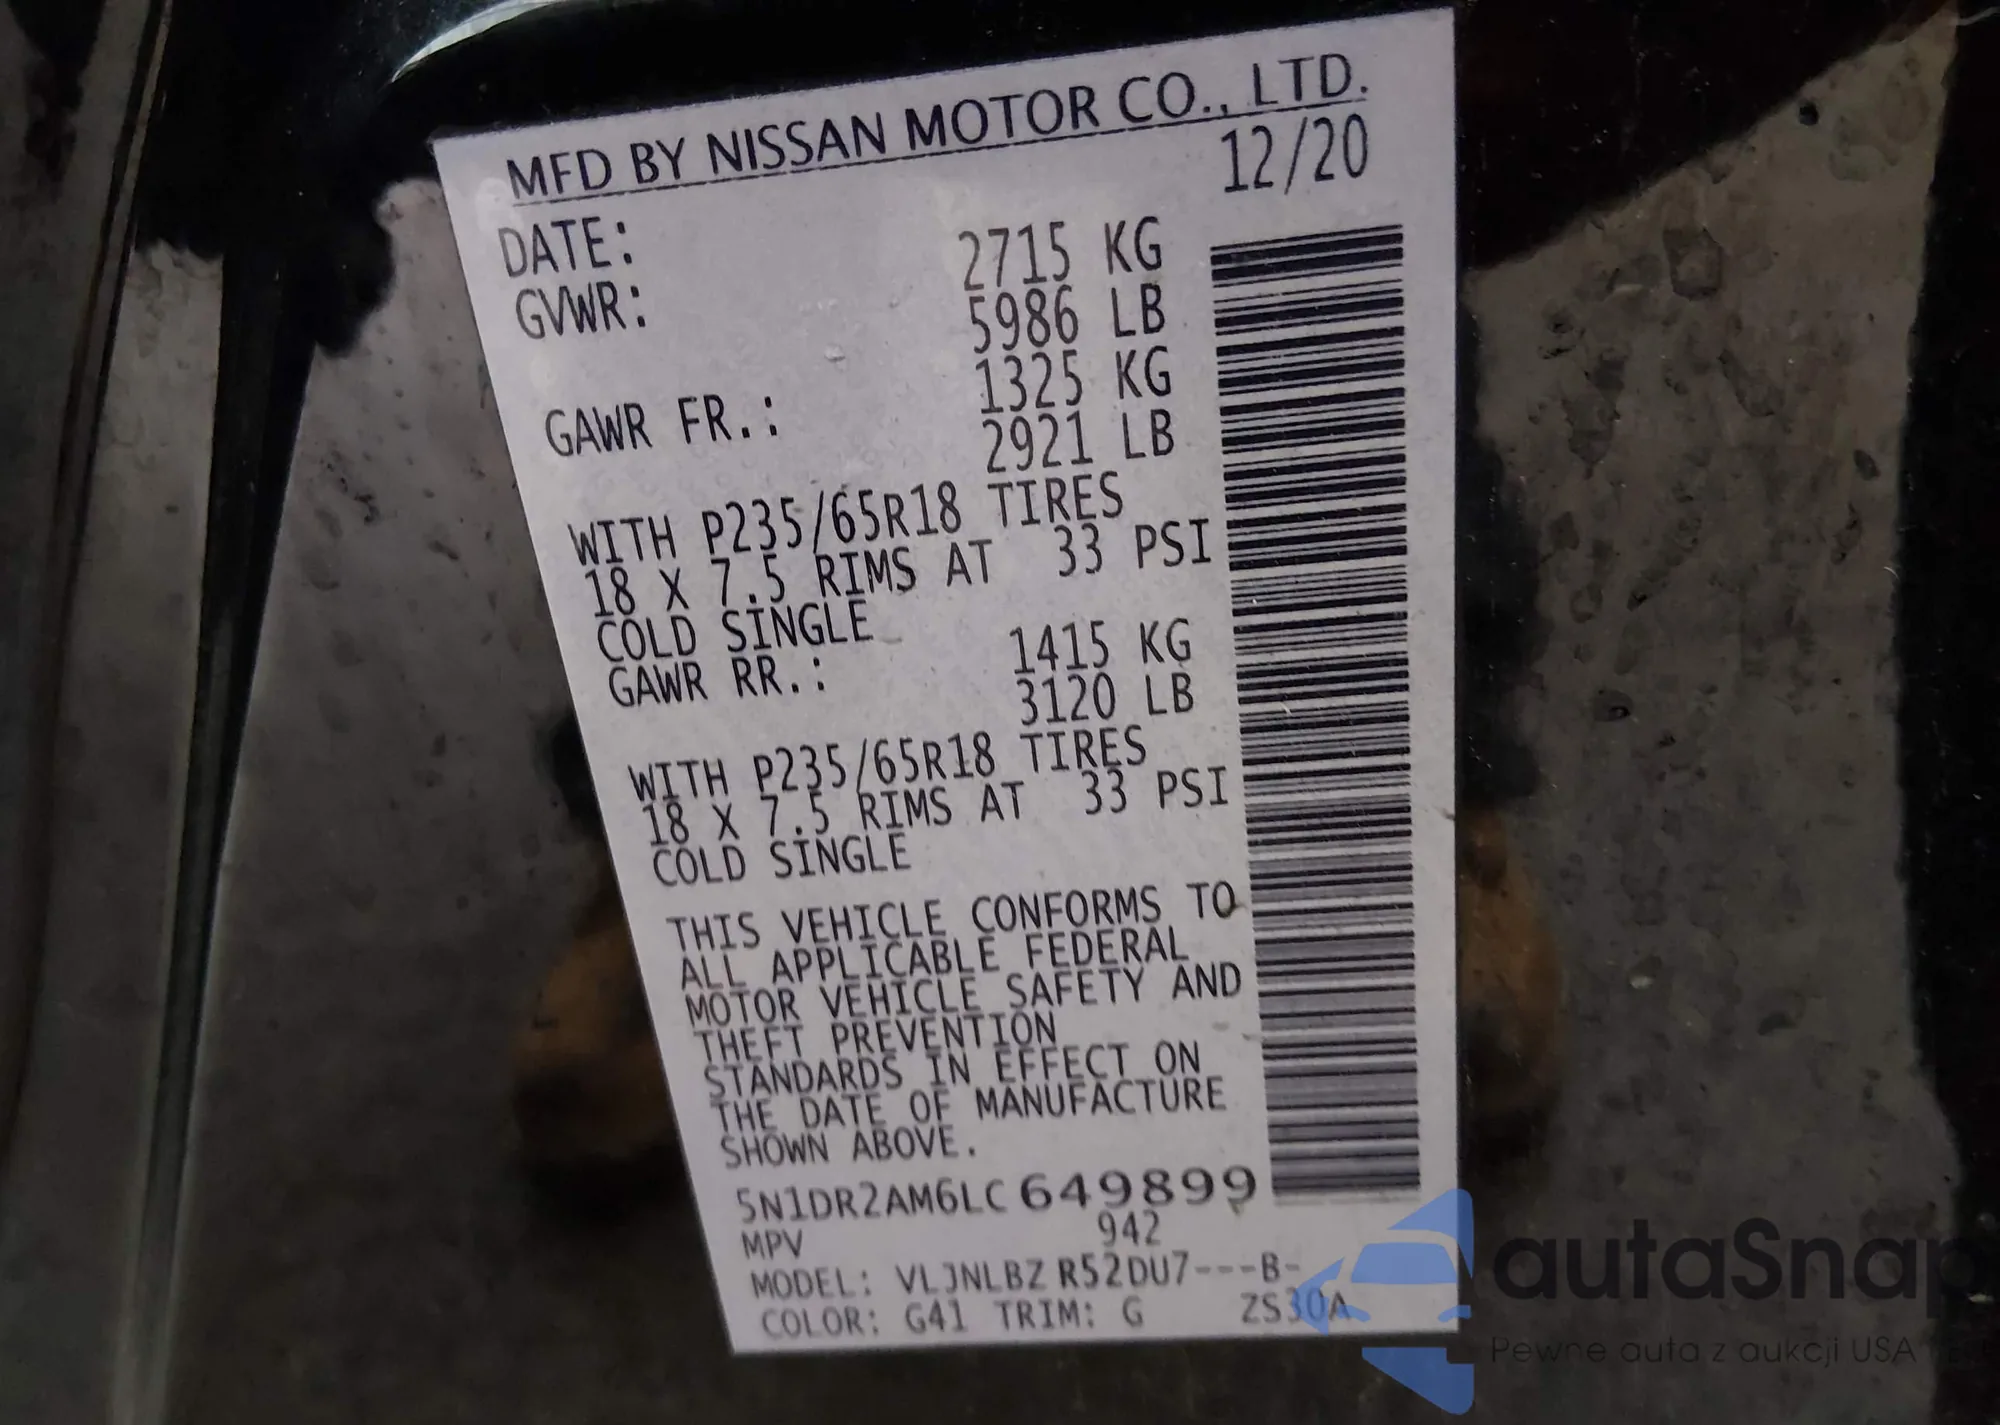 MFD BY NISSAN MOTOR CO., LTD.
DATE: 12/20
GVWR: 2715 KG
5986 LB
GAWR FR.: 1325 KG
2921 LB
WITH P235/65R18 TIRES
18 X 7.5 RIMS AT 33 PSI
COLD SINGLE
GAWR RR.: 1415 KG
3120 LB
WITH P235/65R18 TIRES
18 X 7.5 RIMS AT 33 PSI
COLD SINGLE
THIS VEHICLE CONFORMS TO
ALL APPLICABLE FEDERAL
MOTOR VEHICLE SAFETY AND
THEFT PREVENTION
STANDARDS IN EFFECT ON
THE DATE OF MANUFACTURE
SHOWN ABOVE.
5N1DR2AM6LC649899
MPV 942
MODEL: VLJNLBZ R52DU7---B-
COLOR: G41 TRIM: G ZS30A
autaSnap
Pewne auta z aukcji USA